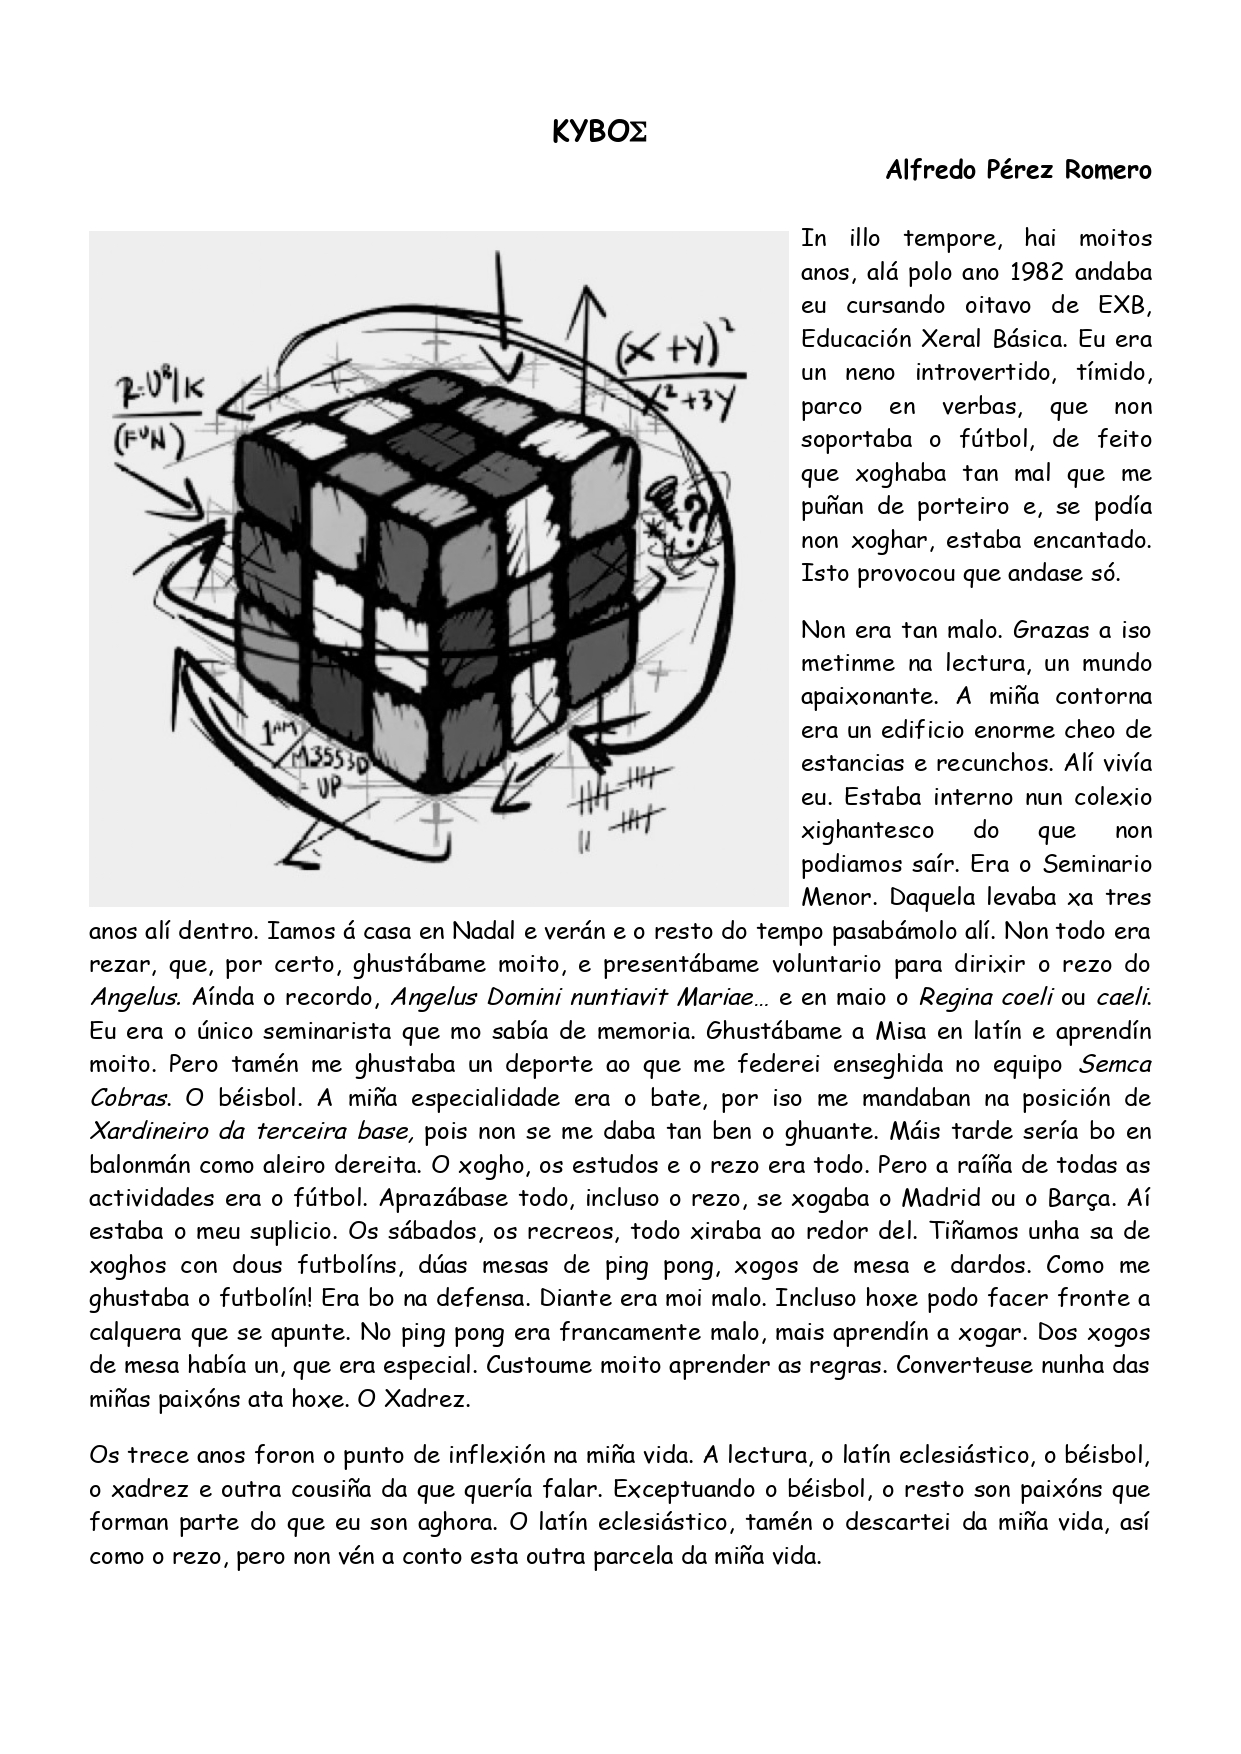 KYBOΣ
Alfredo Pérez Romero
In illo tempore, hai moitos
anos, alá polo ano 1982 andaba
eu cursando oitavo de EXB,
Educación Xeral Básica. Eu era
un neno introvertido, tímido,
parco en verbas, que non
soportaba o fútbol, de feito
que xoghaba tan mal que me
puñan de porteiro e, se podía
non xoghar, estaba encantado.
Isto provocou que andase só.
R=U^B|K
(F^U N)
(X+Y)²
X²+3Y
?
1^AM
M3553D
= UP
Non era tan malo. Grazas a iso
metinme na lectura, un mundo
apaixonante. A miña contorna
era un edificio enorme cheo de
estancias e recunchos. Alí vivía
eu. Estaba interno nun colexio
xighantesco do que non
podiamos saír. Era o Seminario
Menor. Daquela levaba xa tres
anos alí dentro. Iamos á casa en Nadal e verán e o resto do tempo pasabámolo alí. Non todo era
rezar, que, por certo, ghustábame moito, e presentábame voluntario para dirixir o rezo do
Angelus. Aínda o recordo, Angelus Domini nuntiavit Mariae… e en maio o Regina coeli ou caeli.
Eu era o único seminarista que mo sabía de memoria. Ghustábame a Misa en latín e aprendín
moito. Pero tamén me ghustaba un deporte ao que me federei enseghida no equipo Semca
Cobras. O béisbol. A miña especialidade era o bate, por iso me mandaban na posición de
Xardineiro da terceira base, pois non se me daba tan ben o ghuante. Máis tarde sería bo en
balonmán como aleiro dereita. O xogho, os estudos e o rezo era todo. Pero a raíña de todas as
actividades era o fútbol. Aprazábase todo, incluso o rezo, se xogaba o Madrid ou o Barça. Aí
estaba o meu suplicio. Os sábados, os recreos, todo xiraba ao redor del. Tiñamos unha sa de
xoghos con dous futbolíns, dúas mesas de ping pong, xogos de mesa e dardos. Como me
ghustaba o futbolín! Era bo na defensa. Diante era moi malo. Incluso hoxe podo facer fronte a
calquera que se apunte. No ping pong era francamente malo, mais aprendín a xogar. Dos xogos
de mesa había un, que era especial. Custoume moito aprender as regras. Converteuse nunha das
miñas paixóns ata hoxe. O Xadrez.
Os trece anos foron o punto de inflexión na miña vida. A lectura, o latín eclesiástico, o béisbol,
o xadrez e outra cousiña da que quería falar. Exceptuando o béisbol, o resto son paixóns que
forman parte do que eu son aghora. O latín eclesiástico, tamén o descartei da miña vida, así
como o rezo, pero non vén a conto esta outra parcela da miña vida.